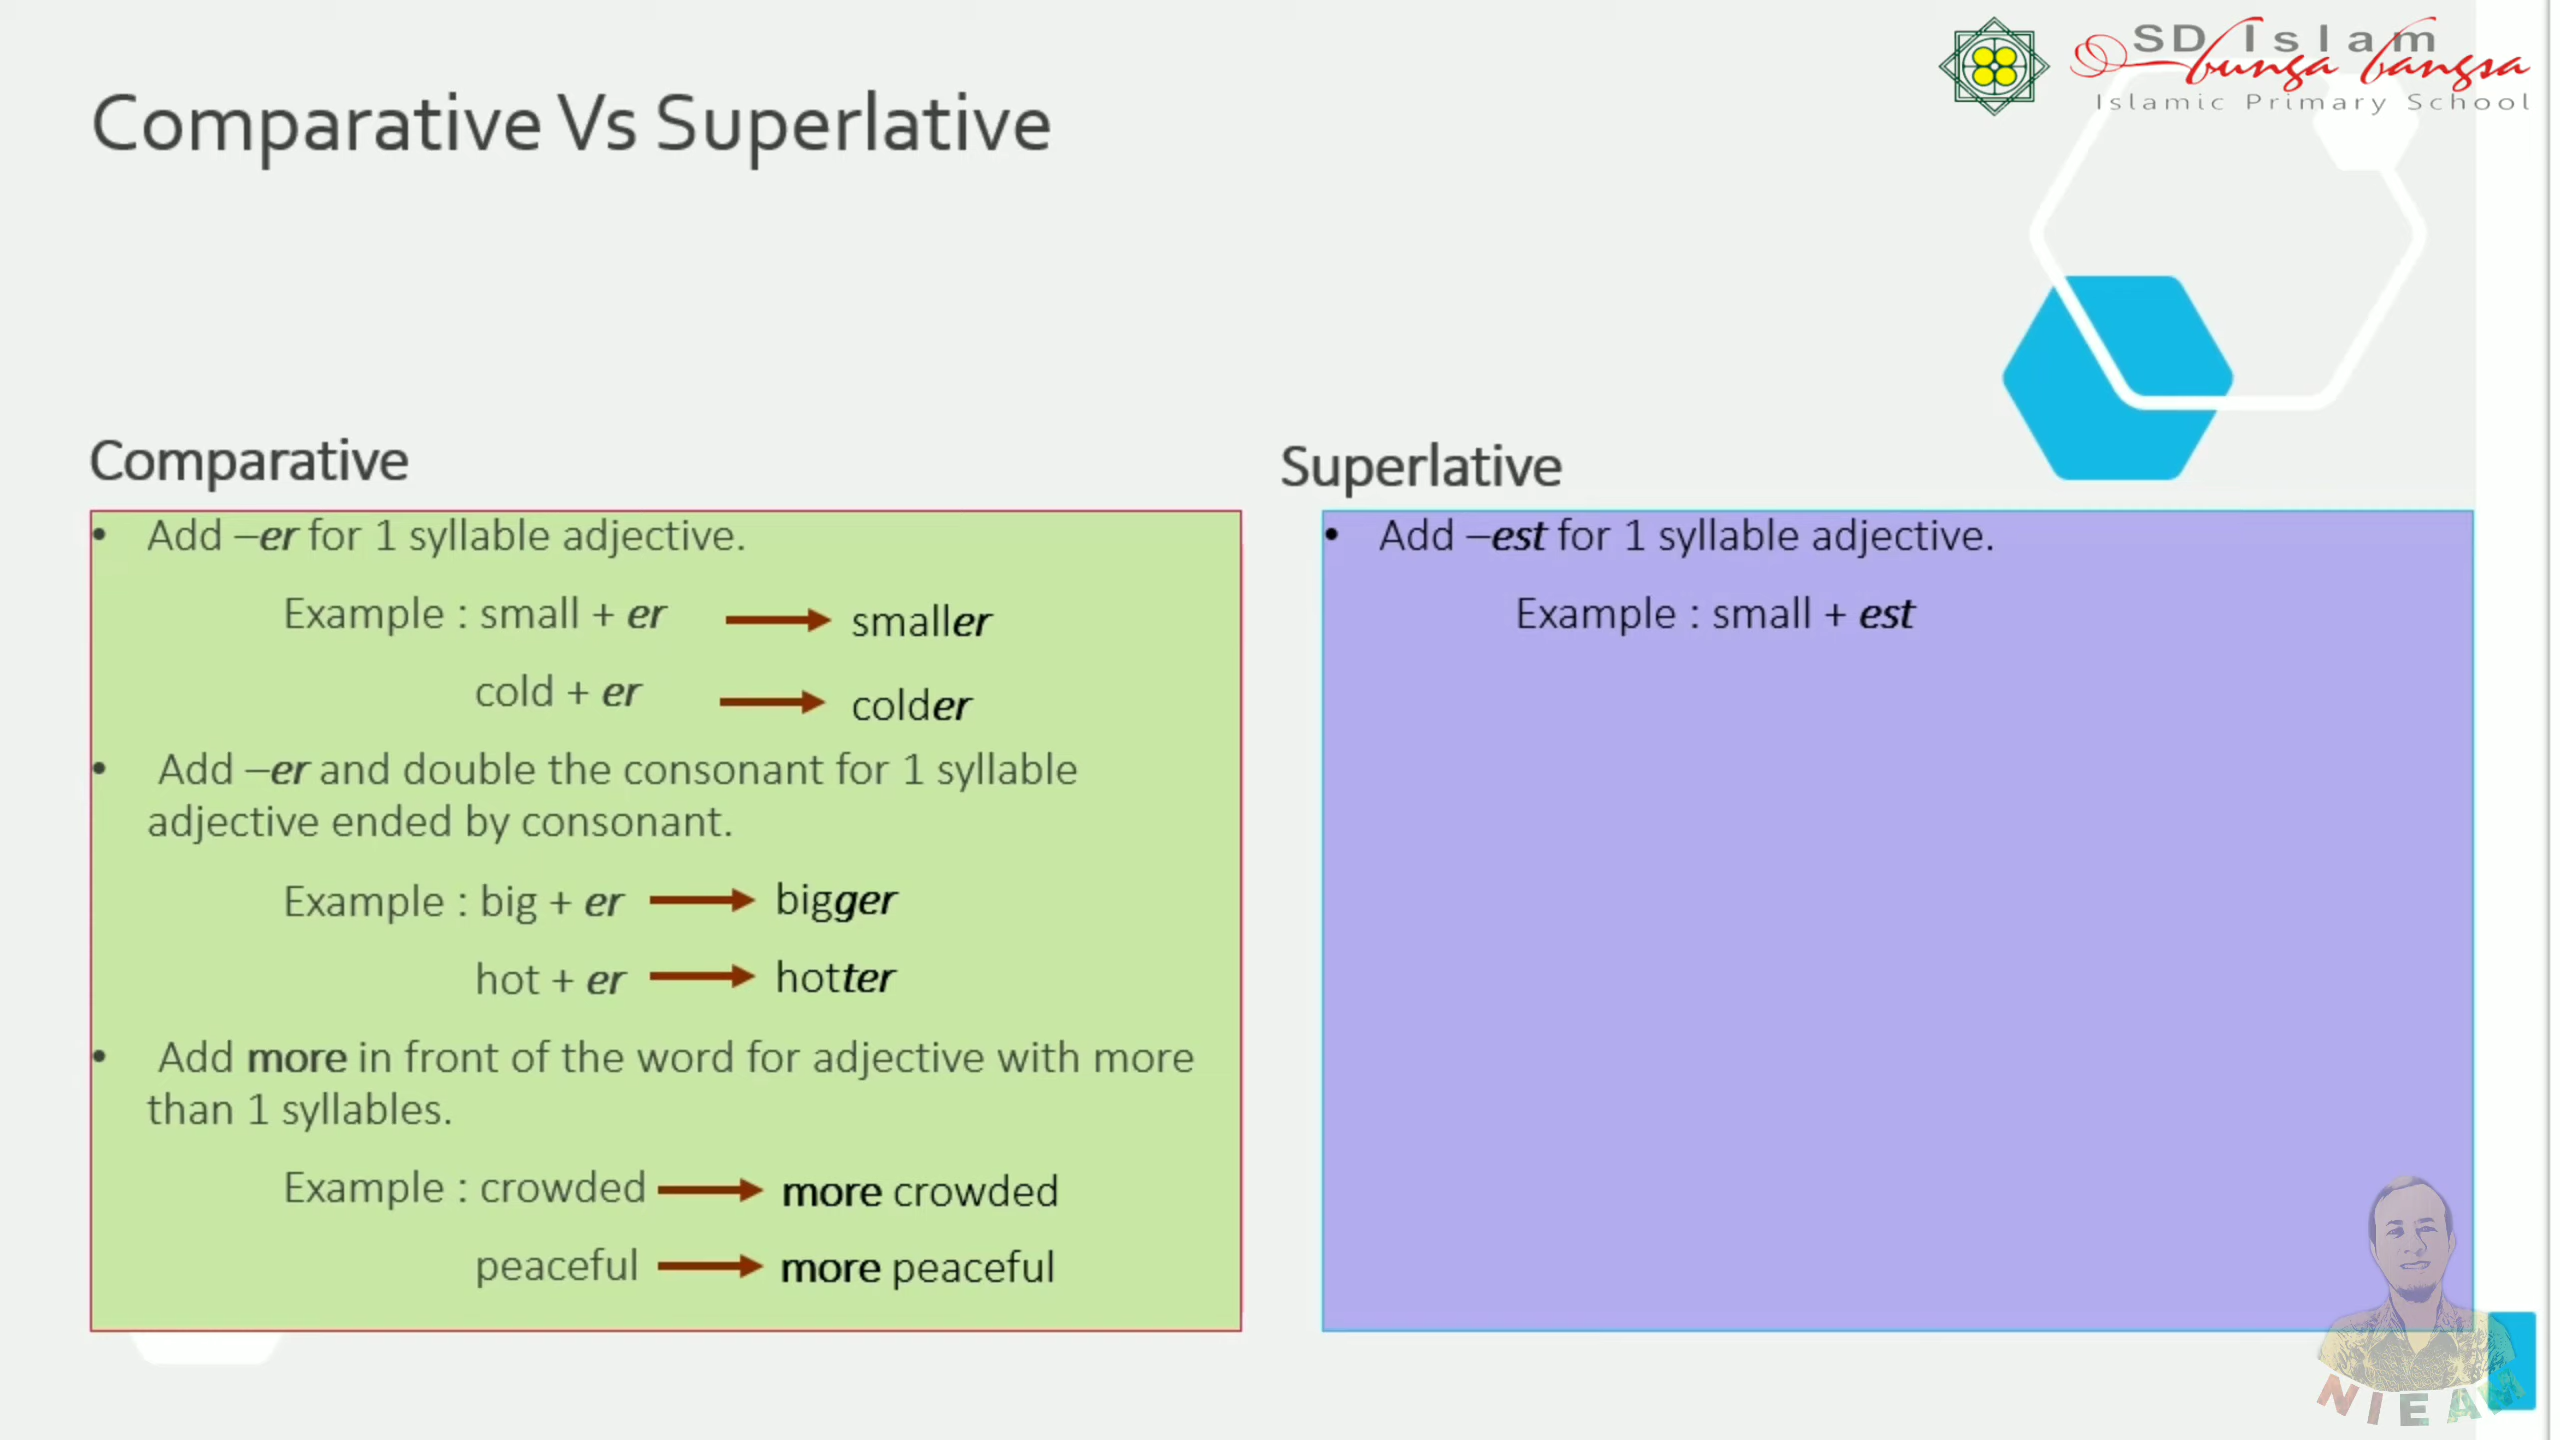 SD Islam
bunga bangsa
Islamic Primary School
Comparative Vs Superlative
Comparative
• Add –er for 1 syllable adjective.
Example : small + er → smaller
cold + er → colder
• Add –er and double the consonant for 1 syllable
adjective ended by consonant.
Example : big + er → bigger
hot + er → hotter
• Add more in front of the word for adjective with more
than 1 syllables.
Example : crowded → more crowded
peaceful → more peaceful
Superlative
• Add –est for 1 syllable adjective.
Example : small + est